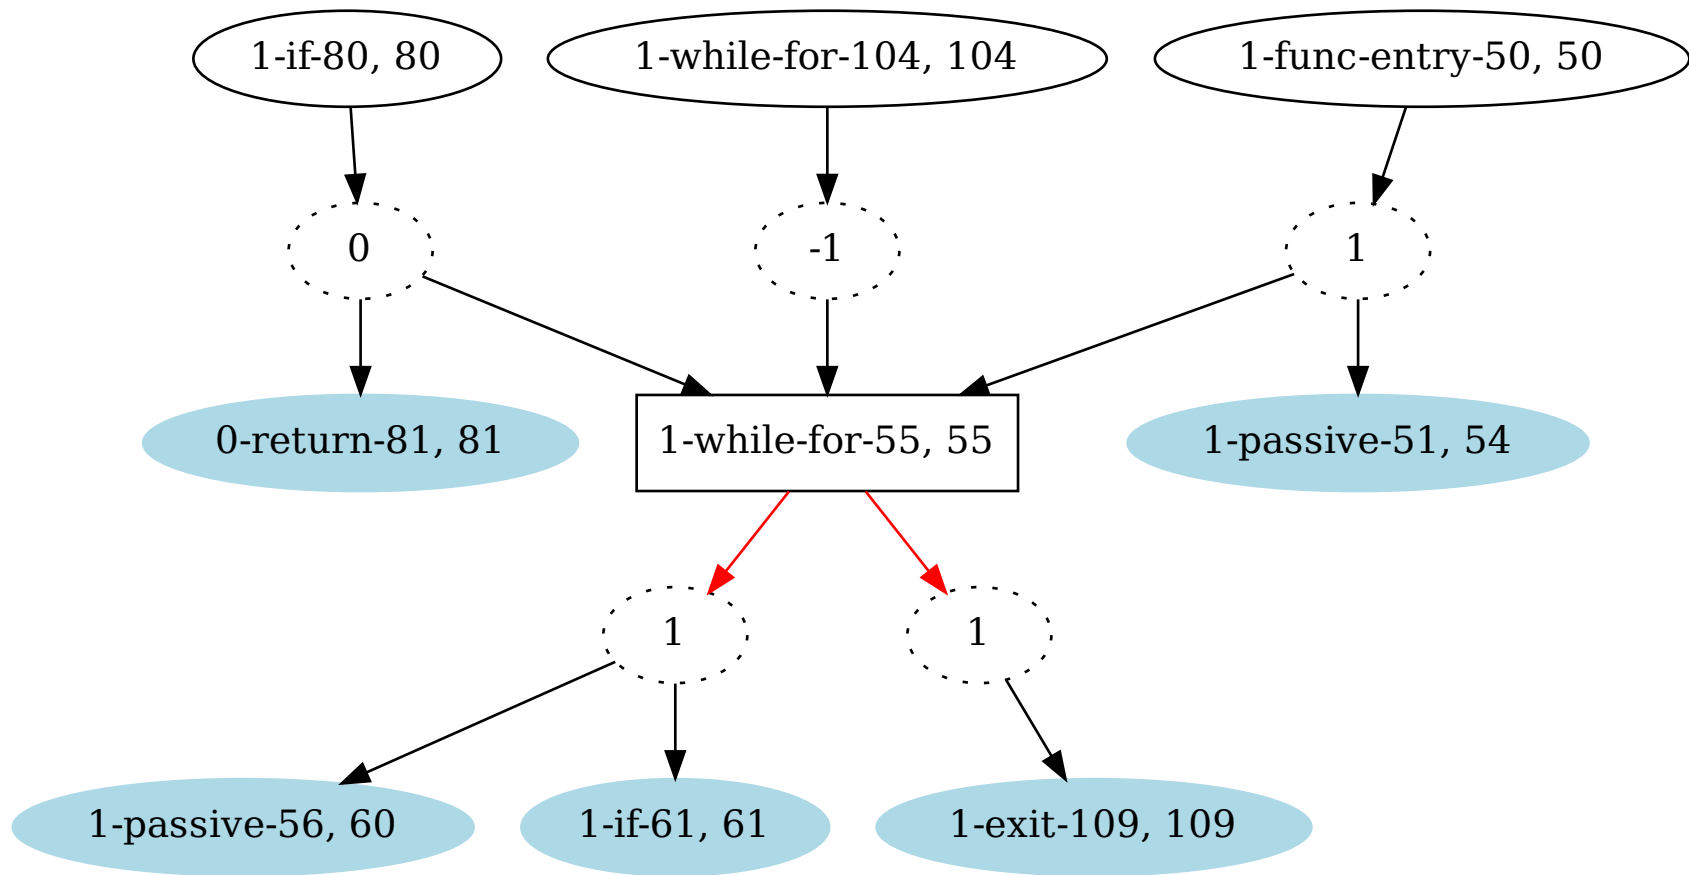 1-if-80, 80
1-while-for-104, 104
1-func-entry-50, 50
0
-1
1
0-return-81, 81
1-while-for-55, 55
1-passive-51, 54
1
1
1-passive-56, 60
1-if-61, 61
1-exit-109, 109